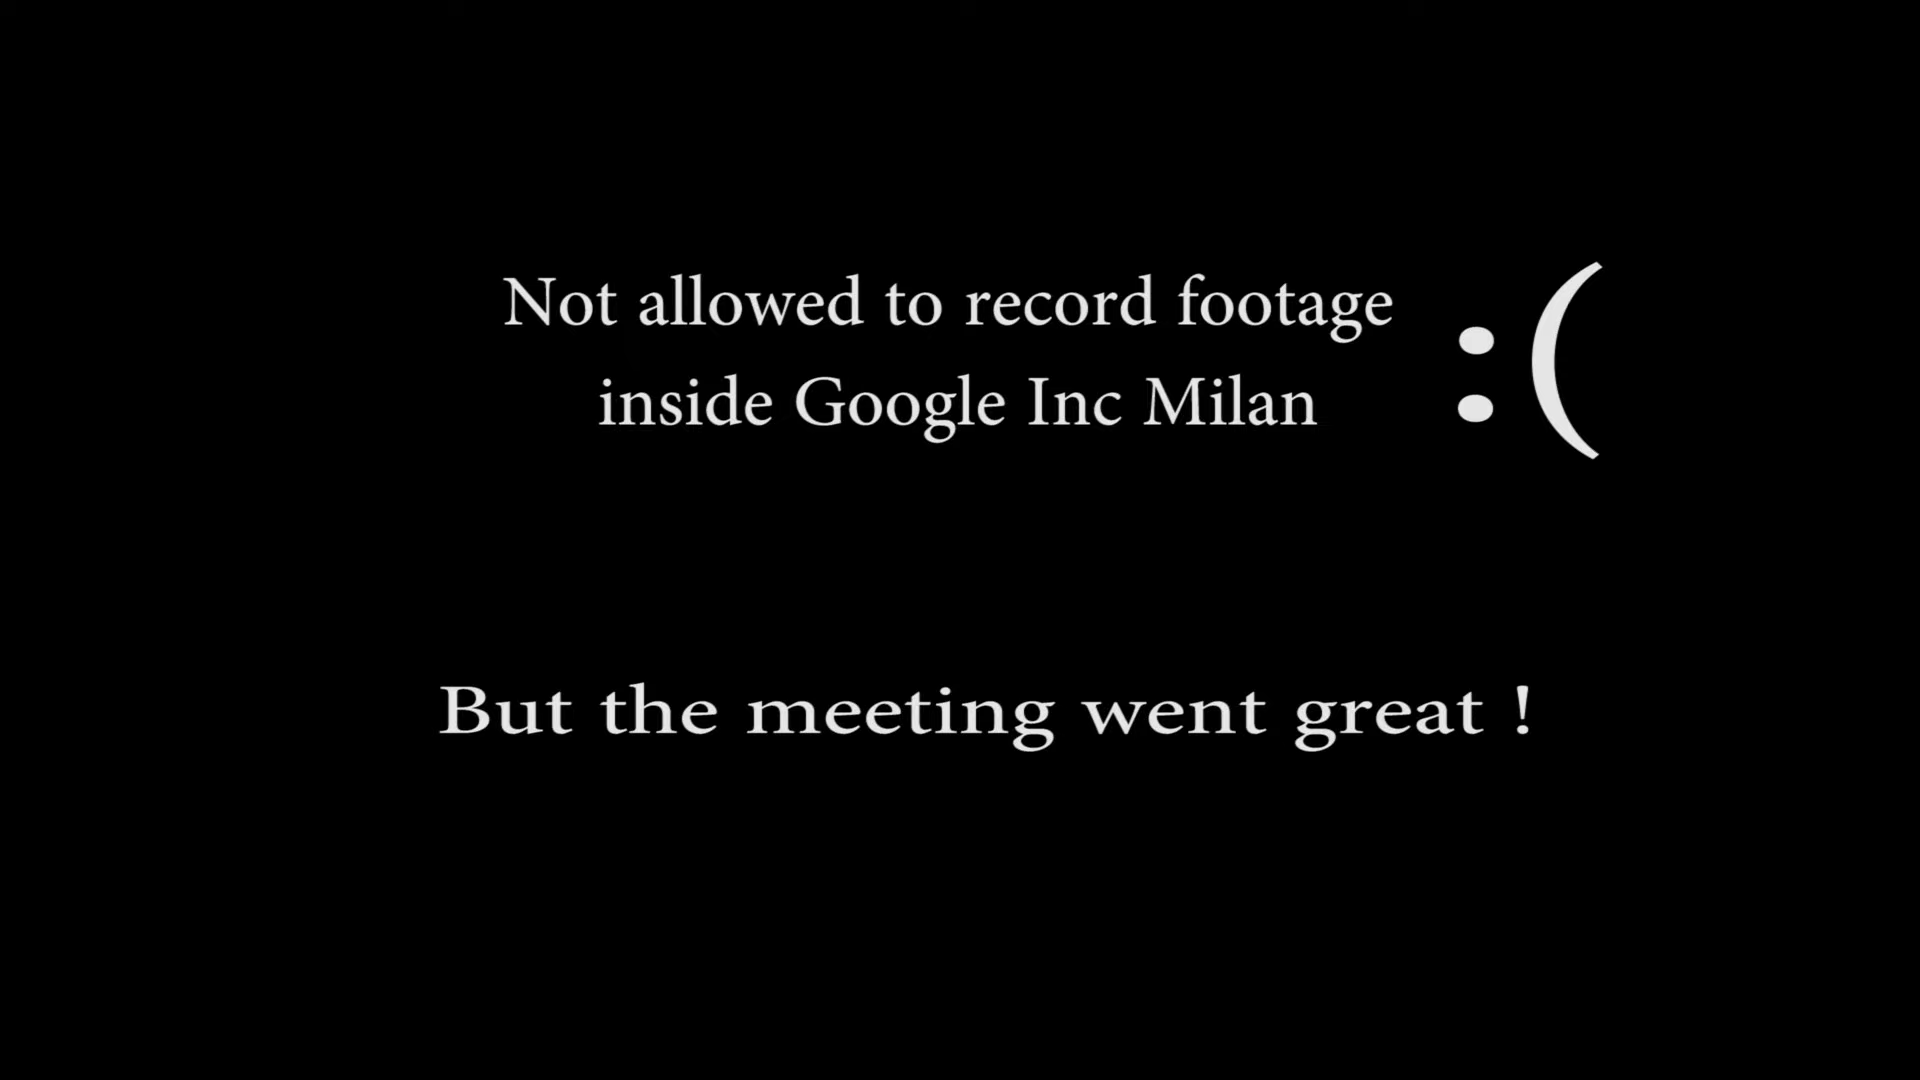 Not allowed to record footage
inside Google Inc Milan
:(
But the meeting went great !